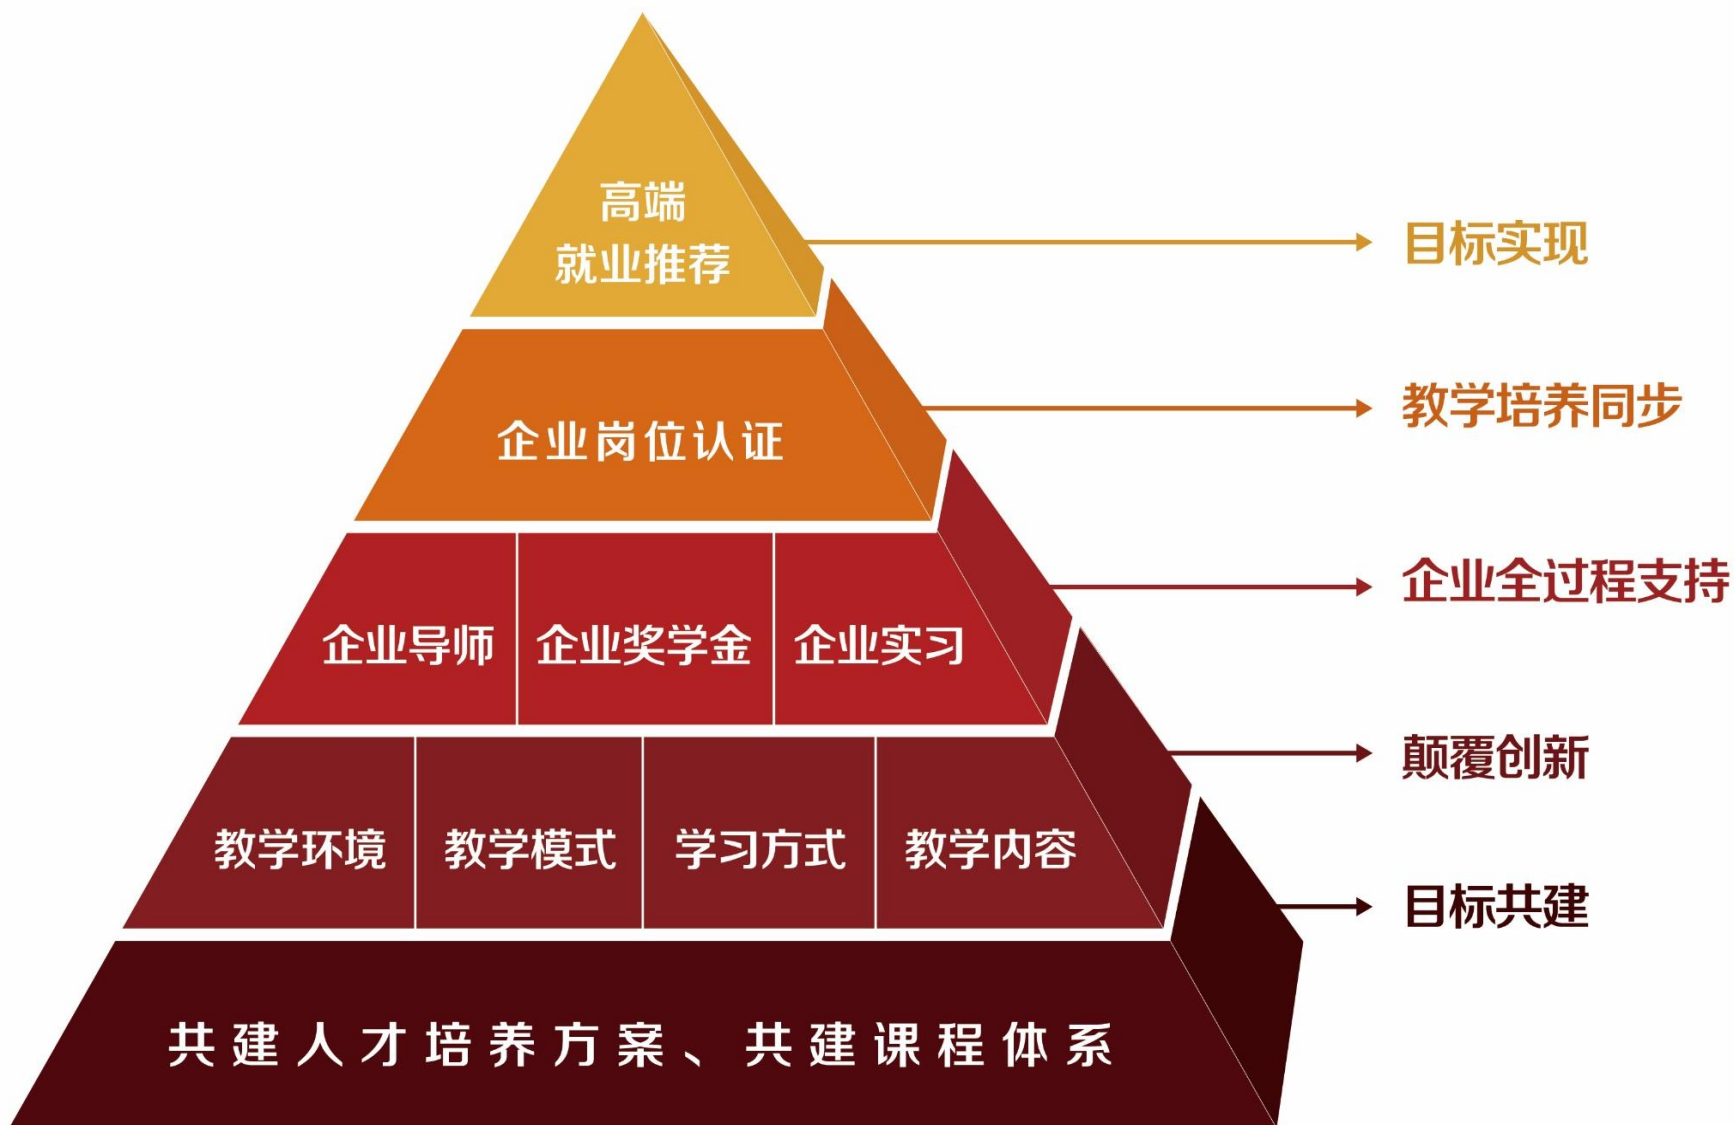 高端
就业推荐
目标实现
企业岗位认证
教学培养同步
企业导师
企业奖学金
企业实习
企业全过程支持
教学环境
教学模式
学习方式
教学内容
颠覆创新
共建人才培养方案、共建课程体系
目标共建